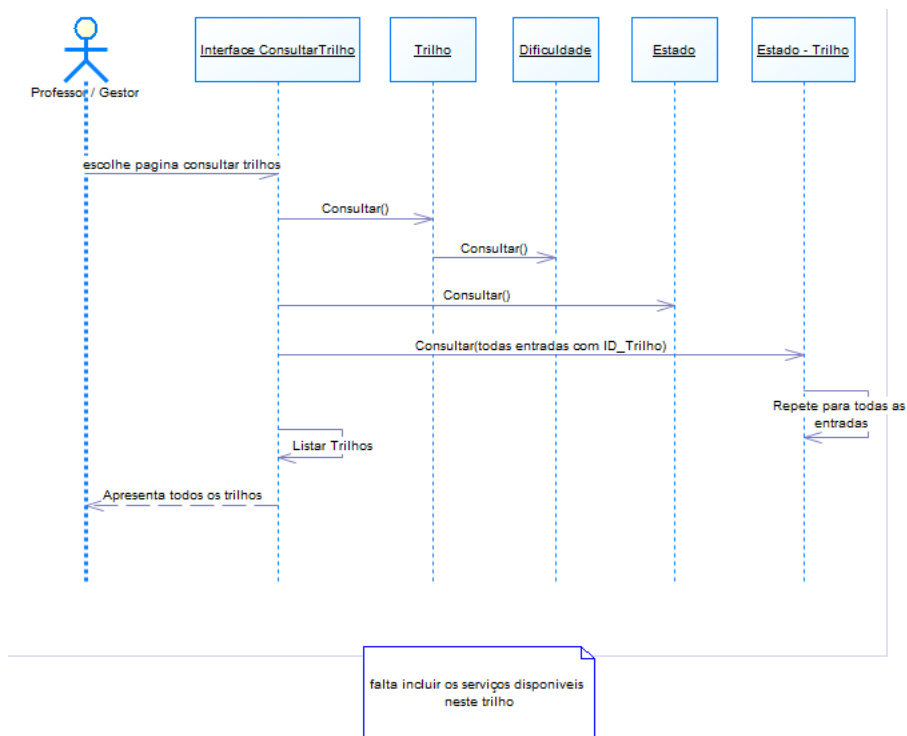 Professor / Gestor
Interface ConsultarTrilho
Trilho
Dificuldade
Estado
Estado - Trilho
escolhe pagina consultar trilhos
Consultar()
Consultar()
Consultar()
Consultar(todas entradas com ID_Trilho)
Repete para todas as
entradas
Listar Trilhos
Apresenta todos os trilhos
falta incluir os serviços disponiveis
neste trilho